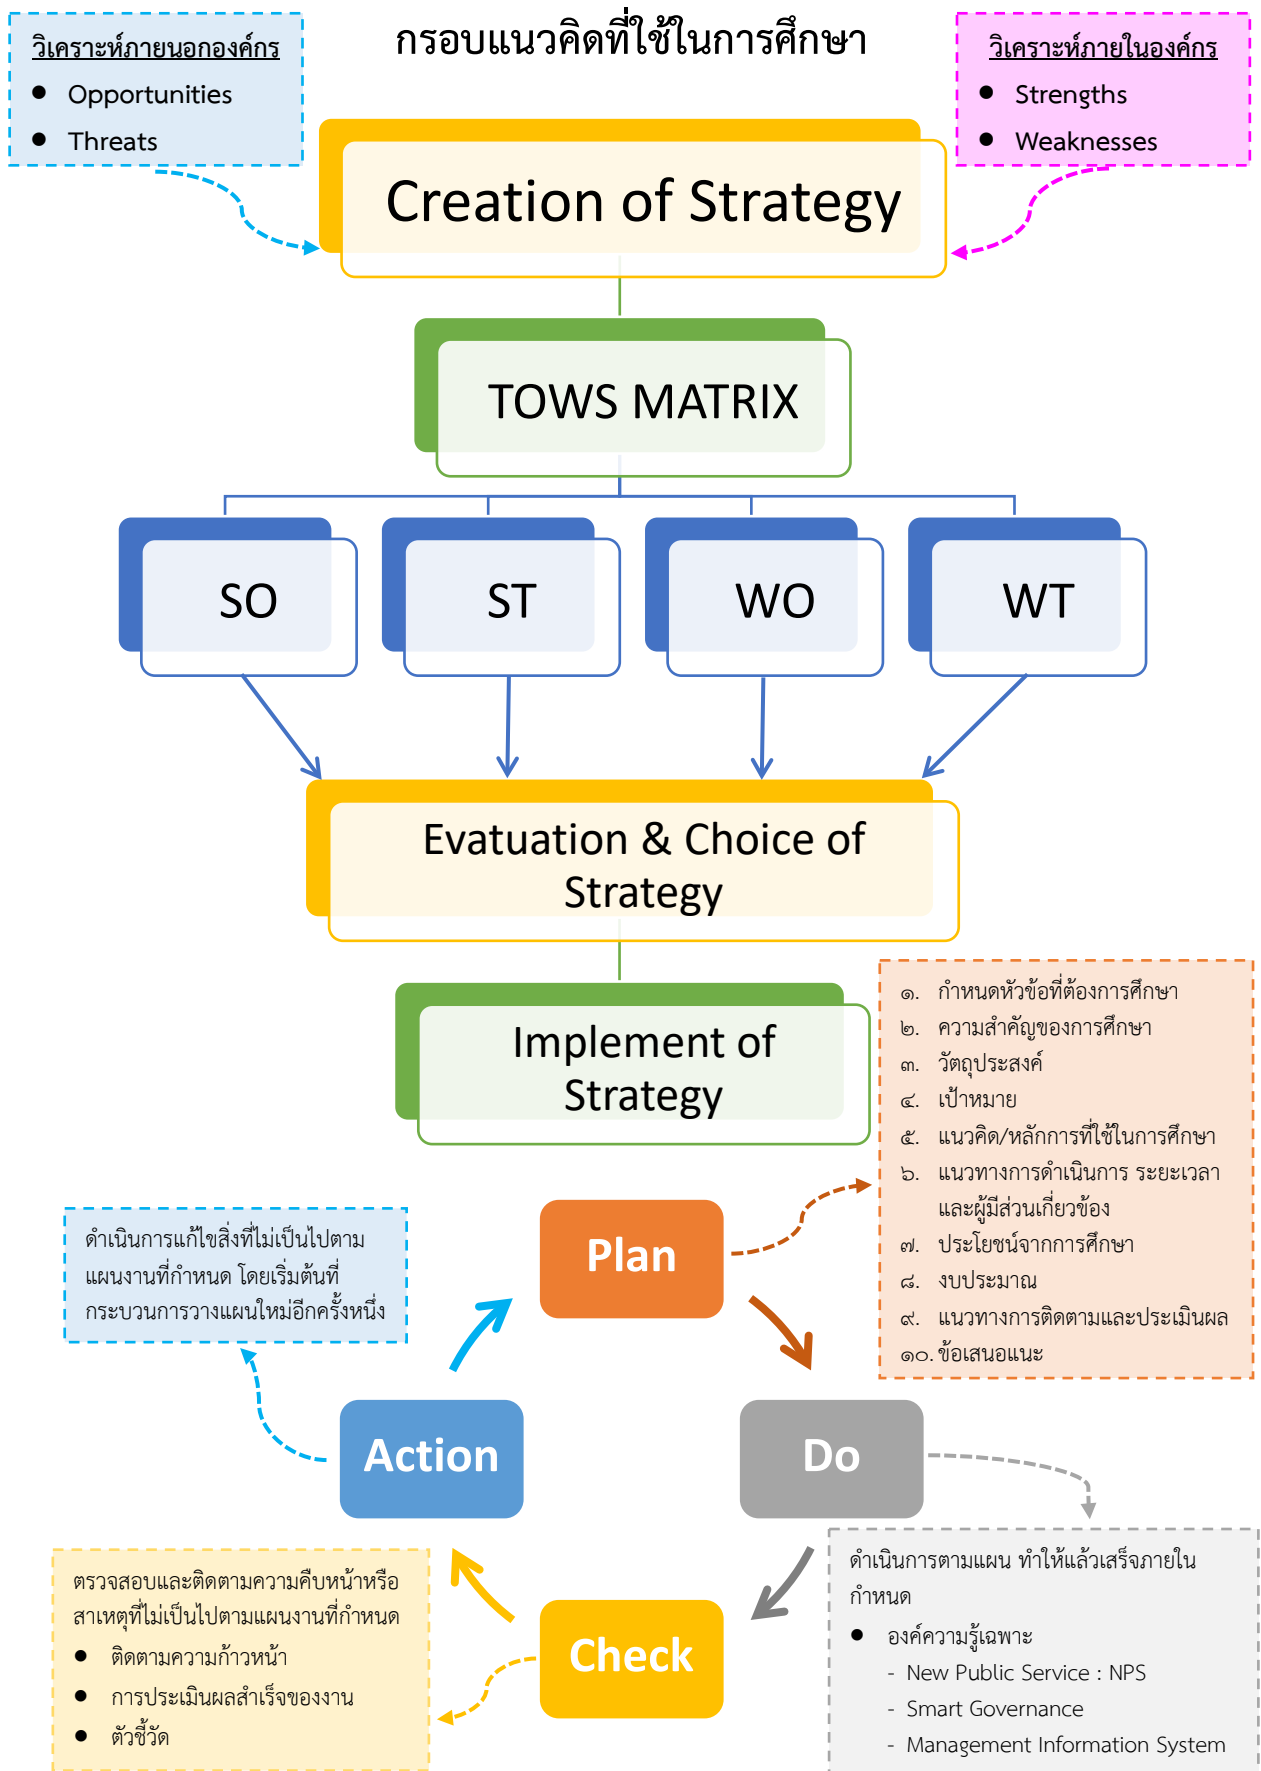 กรอบแนวคิดที่ใช้ในการศึกษา
วิเคราะห์ภายนอกองค์กร
● Opportunities
● Threats
วิเคราะห์ภายในองค์กร
● Strengths
● Weaknesses
Creation of Strategy
TOWS MATRIX
SO
ST
WO
WT
Evatuation & Choice of
Strategy
Implement of
Strategy
๑. กำหนดหัวข้อที่ต้องการศึกษา
๒. ความสำคัญของการศึกษา
๓. วัตถุประสงค์
๔. เป้าหมาย
๕. แนวคิด/หลักการที่ใช้ในการศึกษา
๖. แนวทางการดำเนินการ ระยะเวลา
และผู้มีส่วนเกี่ยวข้อง
๗. ประโยชน์จากการศึกษา
๘. งบประมาณ
๙. แนวทางการติดตามและประเมินผล
๑๐. ข้อเสนอแนะ
Plan
ดำเนินการแก้ไขสิ่งที่ไม่เป็นไปตาม
แผนงานที่กำหนด โดยเริ่มต้นที่
กระบวนการวางแผนใหม่อีกครั้งหนึ่ง
Action
Do
ดำเนินการตามแผน ทำให้แล้วเสร็จภายใน
กำหนด
● องค์ความรู้เฉพาะ
- New Public Service : NPS
- Smart Governance
- Management Information System
Check
ตรวจสอบและติดตามความคืบหน้าหรือ
สาเหตุที่ไม่เป็นไปตามแผนงานที่กำหนด
● ติดตามความก้าวหน้า
● การประเมินผลสำเร็จของงาน
● ตัวชี้วัด